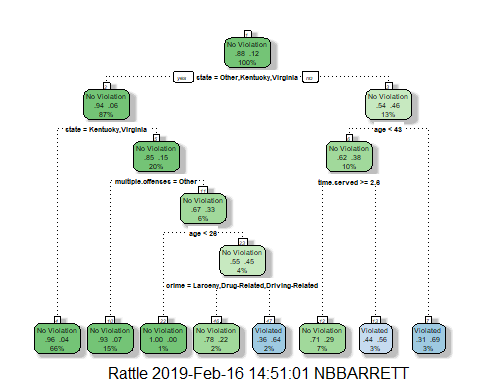 No Violation
.88 .12
100%
yes state = Other,Kentucky,Virginia no
No Violation
.94 .06
87%
No Violation
.54 .46
13%
state = Kentucky,Virginia
age < 43
No Violation
.85 .15
20%
No Violation
.62 .38
10%
multiple.offenses = Other
time.served >= 2.6
No Violation
.67 .33
6%
age < 26
No Violation
.55 .45
4%
crime = Larceny,Drug-Related,Driving-Related
No Violation
.96 .04
66%
No Violation
.93 .07
15%
No Violation
1.00 .00
1%
No Violation
.78 .22
2%
Violation
.36 .64
2%
No Violation
.71 .29
7%
Violation
.44 .56
3%
Violation
.31 .69
3%
Rattle 2019-Feb-16 14:51:01 NBBARRETT